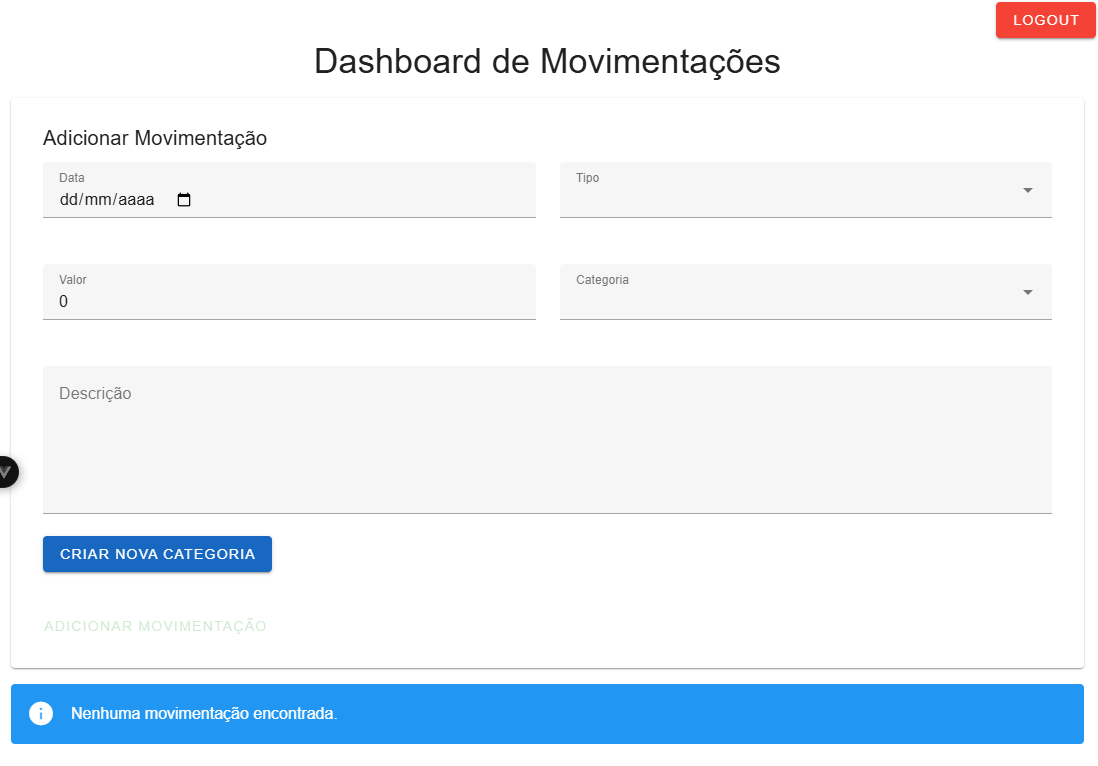 LOGOUT
Dashboard de Movimentações
Adicionar Movimentação
Data
dd/mm/aaaa
Tipo
Valor
0
Categoria
Descrição
CRIAR NOVA CATEGORIA
ADICIONAR MOVIMENTAÇÃO
Nenhuma movimentação encontrada.